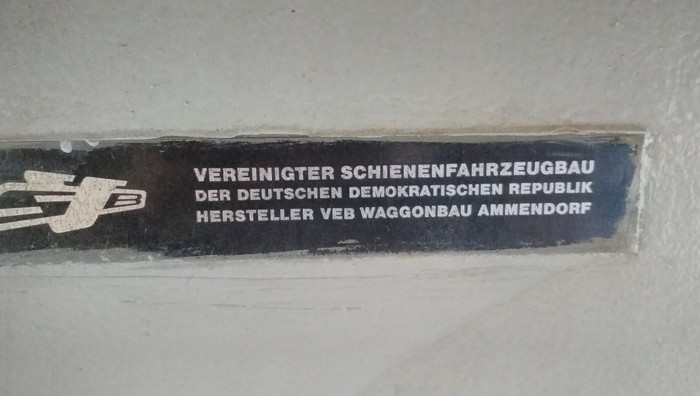 VEREINIGTER SCHIENENFAHRZEUGBAU
DER DEUTSCHEN DEMOKRATISCHEN REPUBLIK
HERSTELLER VEB WAGGONBAU AMMENDORF